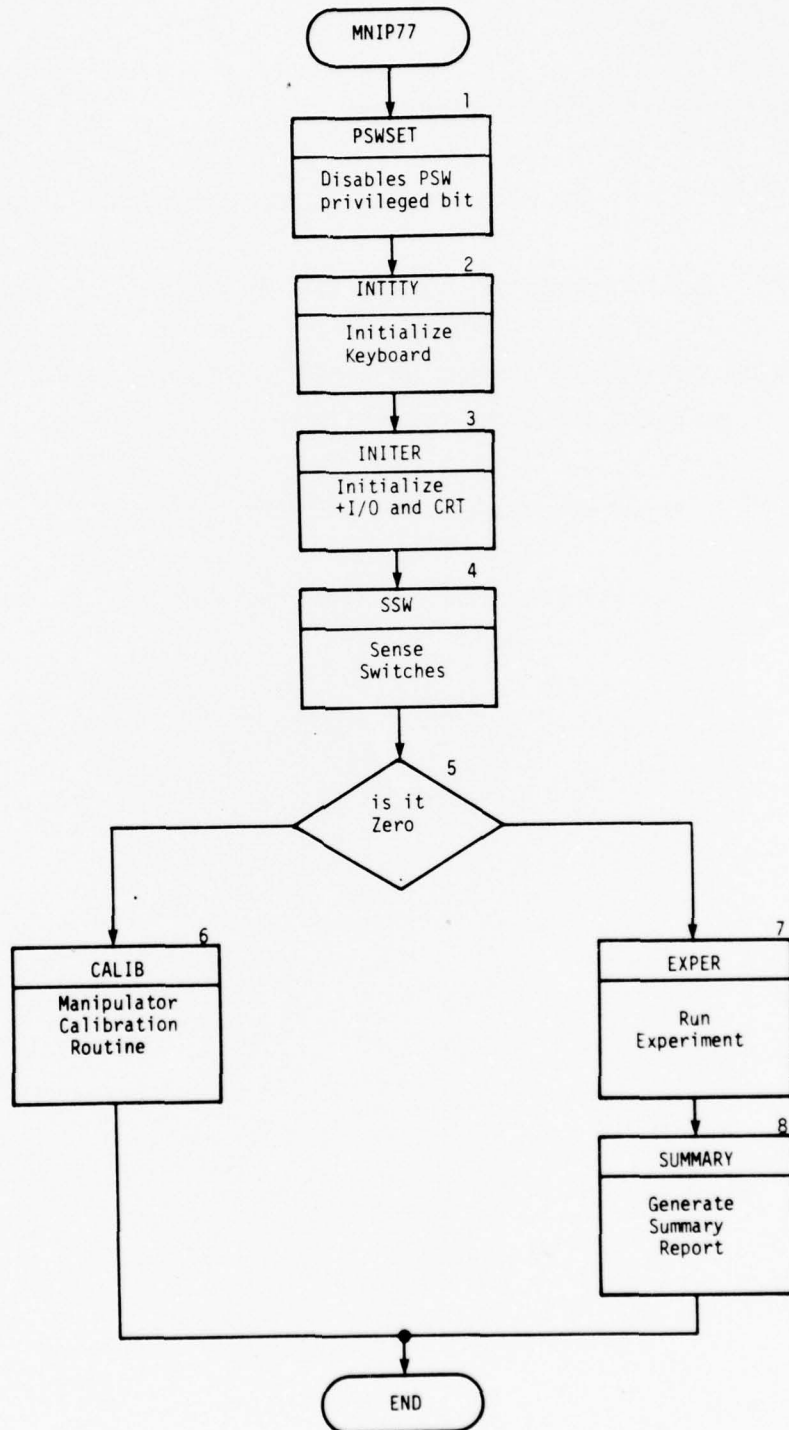 MNIP77
1
PSWSET
Disables PSW
privileged bit
2
INTTTY
Initialize
Keyboard
3
INITER
Initialize
+I/O and CRT
4
SSW
Sense
Switches
5
is it
Zero
6
CALIB
Manipulator
Calibration
Routine
7
EXPER
Run
Experiment
8
SUMMARY
Generate
Summary
Report
END